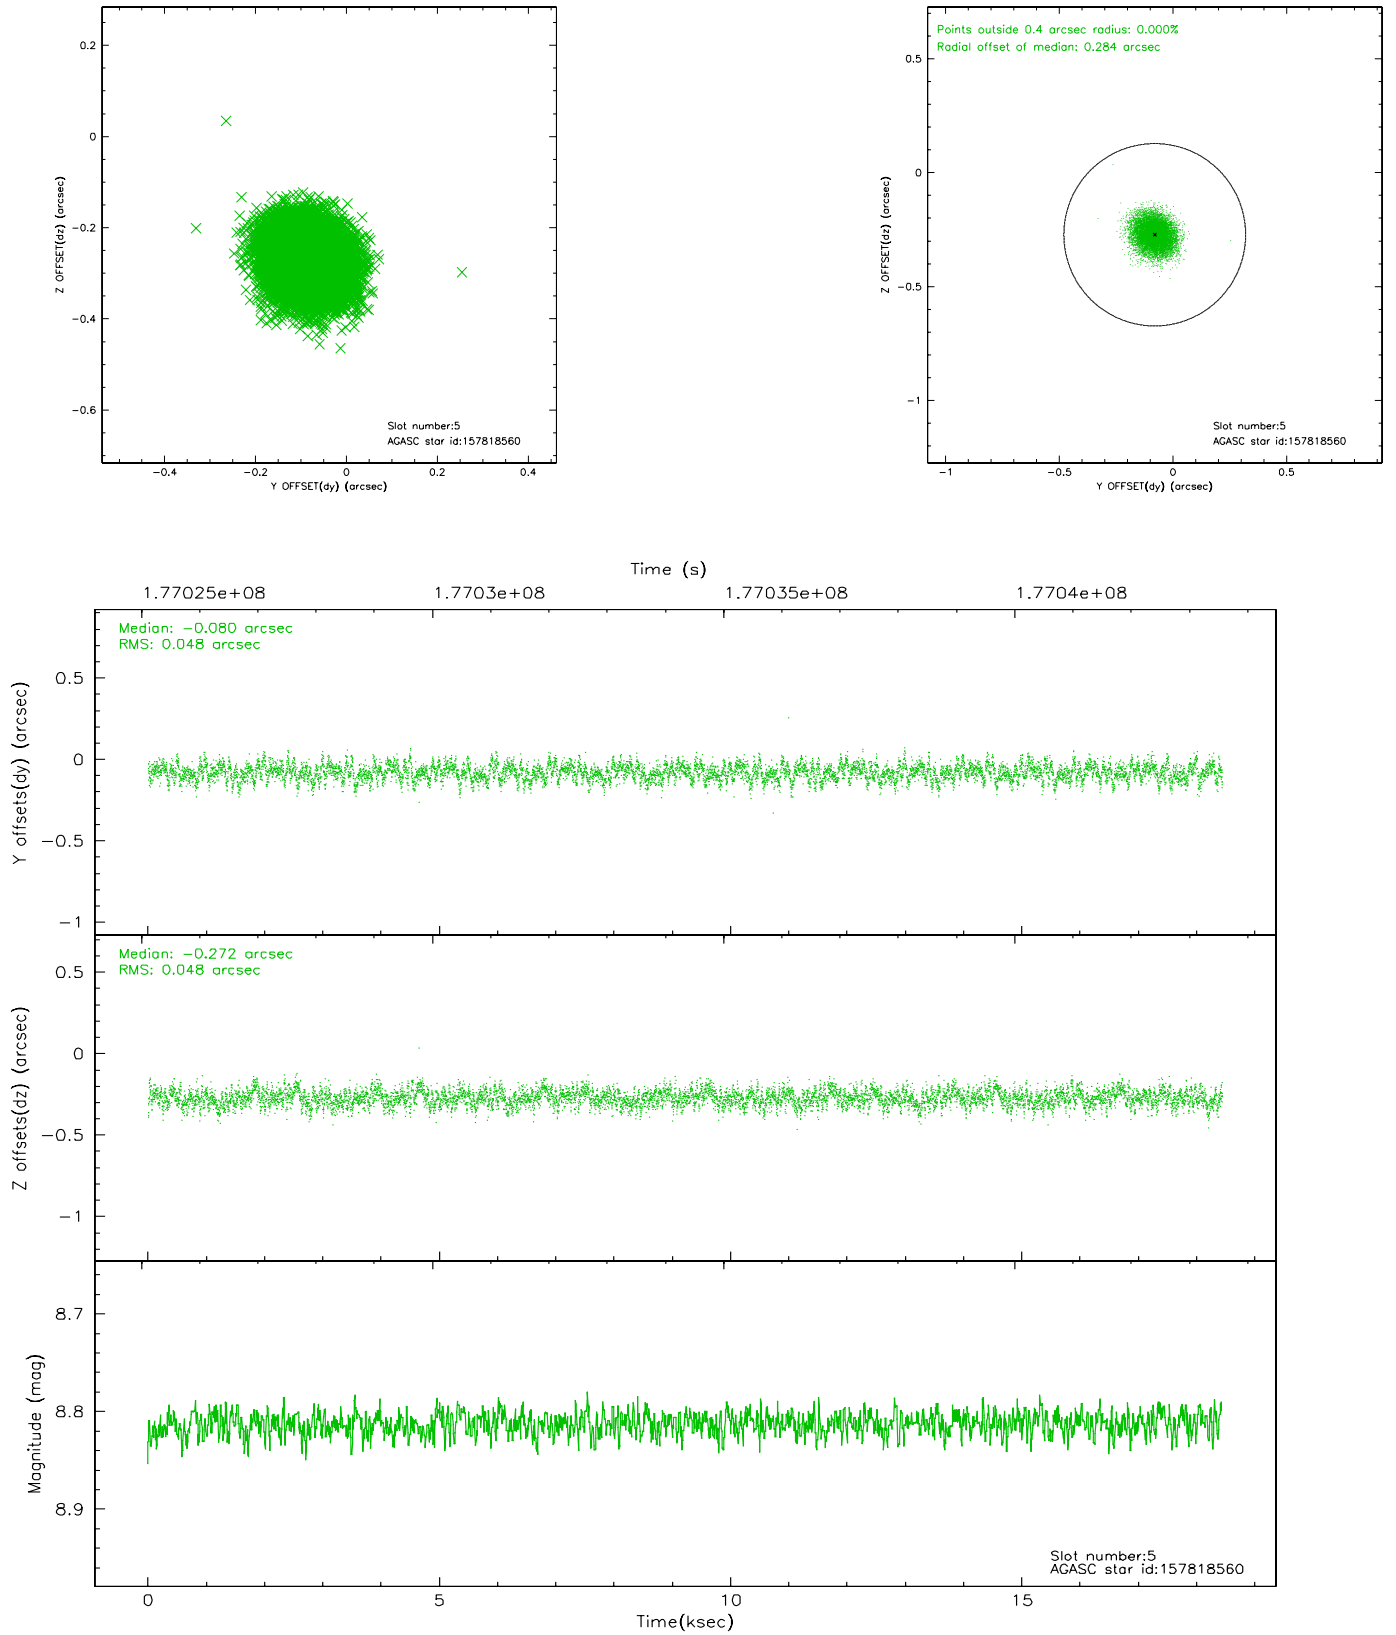 0.2
0
−0.2
−0.4
−0.6
Z OFFSET(dz) (arcsec)
Slot number:5
AGASC star id:157818560
−0.4
−0.2
0
0.2
0.4
Y OFFSET(dy) (arcsec)
Points outside 0.4 arcsec radius: 0.000%
Radial offset of median: 0.284 arcsec
0.5
0
−0.5
−1
Z OFFSET(dz) (arcsec)
Slot number:5
AGASC star id:157818560
−1
−0.5
0
0.5
Y OFFSET(dy) (arcsec)
Time (s)
1.77025e+08
1.7703e+08
1.77035e+08
1.7704e+08
Median: −0.080 arcsec
RMS: 0.048 arcsec
0.5
0
−0.5
−1
Y offsets(dy) (arcsec)
Median: −0.272 arcsec
RMS: 0.048 arcsec
0.5
0
−0.5
−1
Z offsets(dz) (arcsec)
8.7
8.8
8.9
Magnitude (mag)
Slot number:5
AGASC star id:157818560
0
5
10
15
Time(ksec)